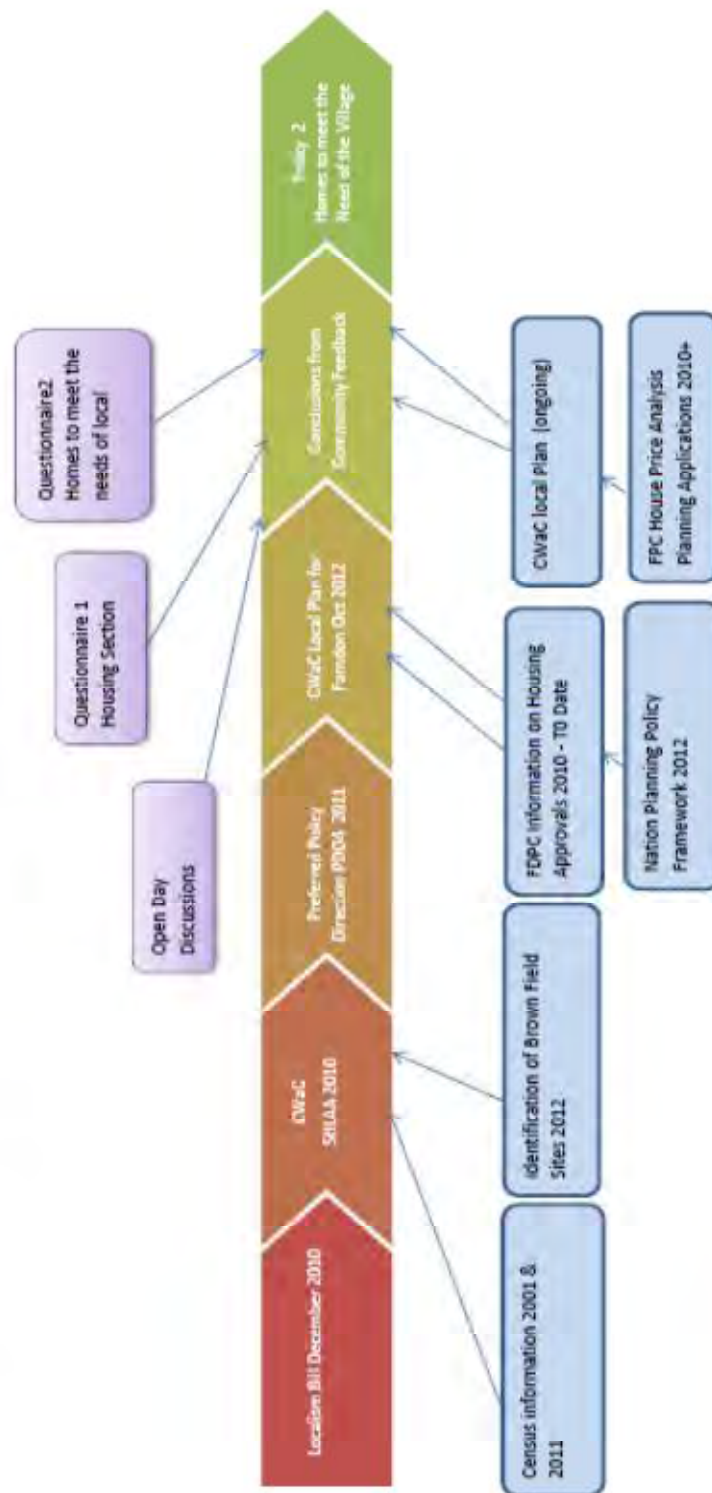 Open Day
Discussions
Questionnaire 1
Housing Section
Questionnaire2
Homes to meet the
needs of local
Localism Bill December 2010
CWaC
SHLAA 2010
Preferred Policy
Direction PD04 2011
CWaC Local Plan for
Farndon Oct 2012
Conclusions from
Community Feedback
2
Homes to meet the
Need of the Village
Census information 2001 &
2011
Identification of Brown Field
Sites 2012
FDPC Information on Housing
Approvals 2010 - T0 Date
CWaC local Plan (ongoing)
Nation Planning Policy
Framework 2012
FPC House Price Analysis
Planning Applications 2010+